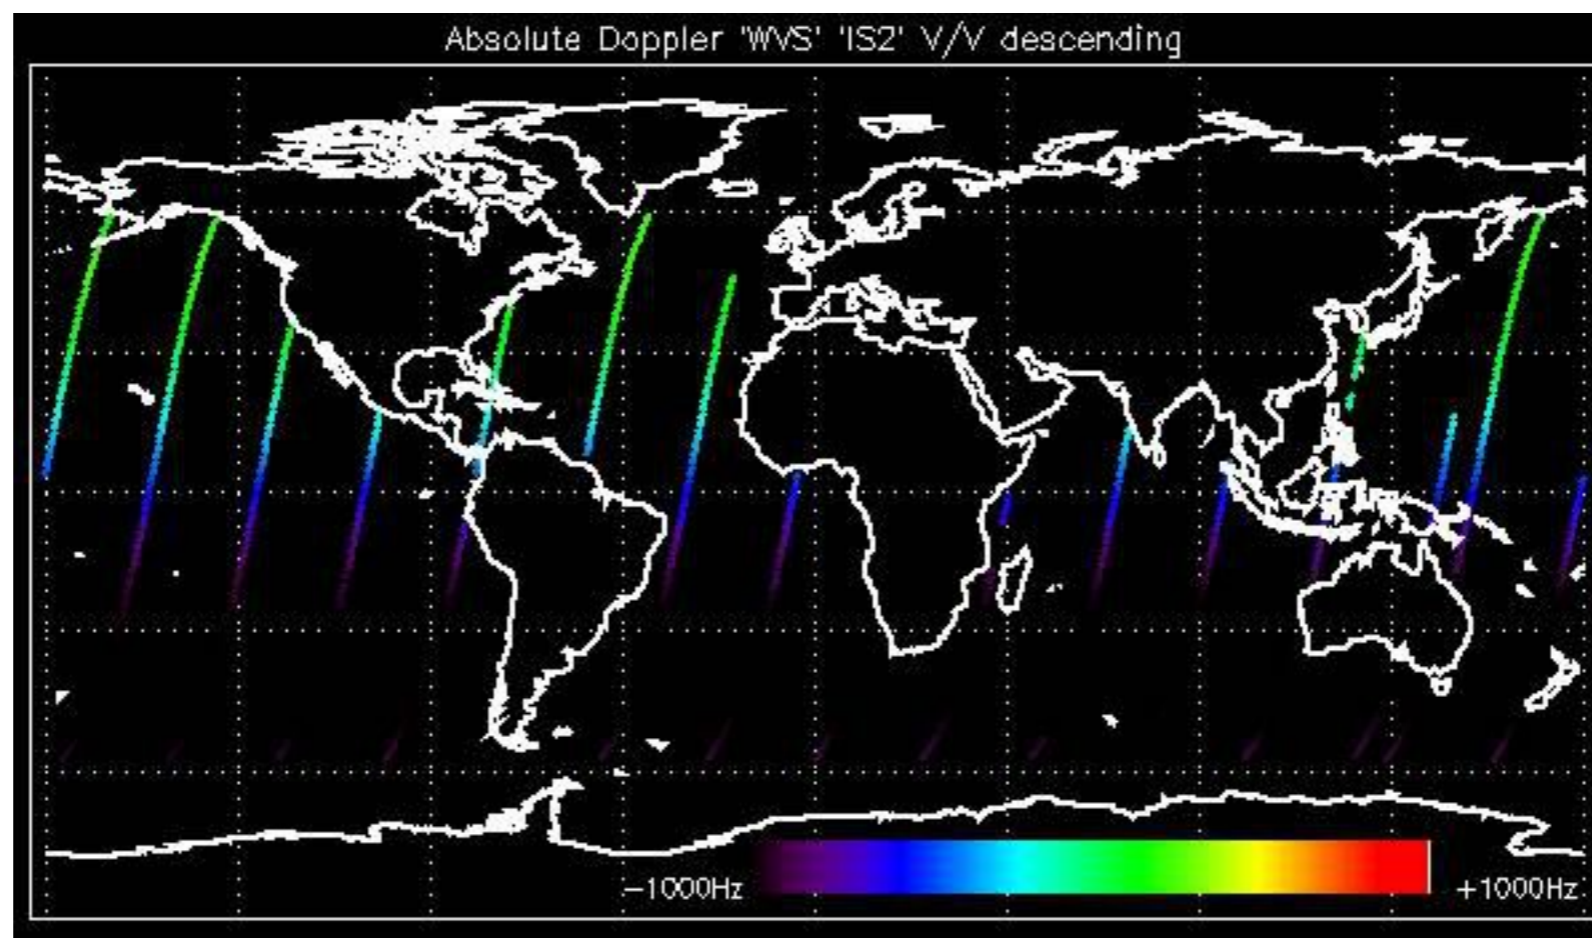 Absolute Doppler 'WVS' 'IS2' V/V descending
-1000Hz +1000Hz